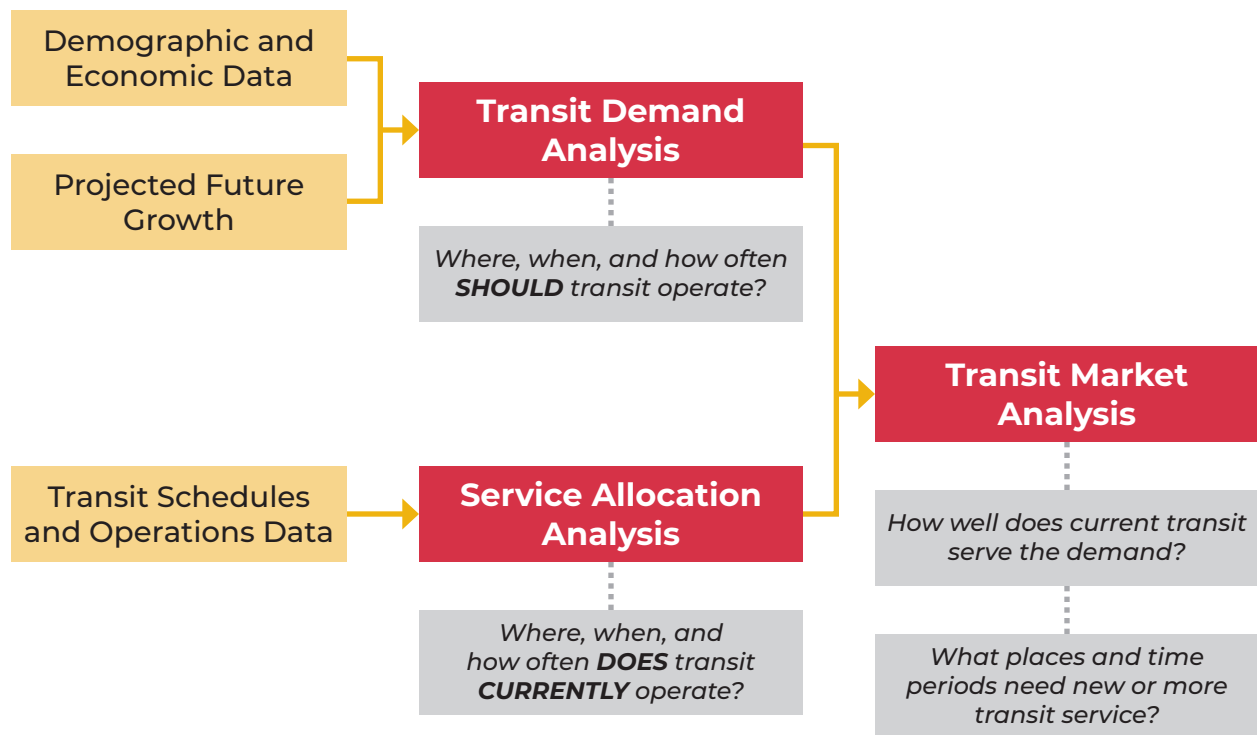 Demographic and
Economic Data
Projected Future
Growth
Transit Demand
Analysis
Where, when, and how often
SHOULD transit operate?
Transit Schedules
and Operations Data
Service Allocation
Analysis
Where, when, and
how often DOES transit
CURRENTLY operate?
Transit Market
Analysis
How well does current transit
serve the demand?
What places and time
periods need new or more
transit service?